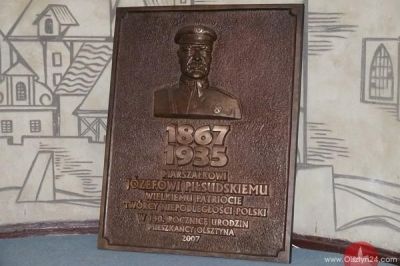 1867
1935
MARSZAŁKOWI
JÓZEFOWI PIŁSUDSKIEMU
WIELKIEMU PATRIOCIE
TWÓRCY NIEPODLEGŁOŚCI POLSKI
W 140. ROCZNICĘ URODZIN
MIESZKAŃCY OLSZTYNA
2007
www.Olsztyn24.com